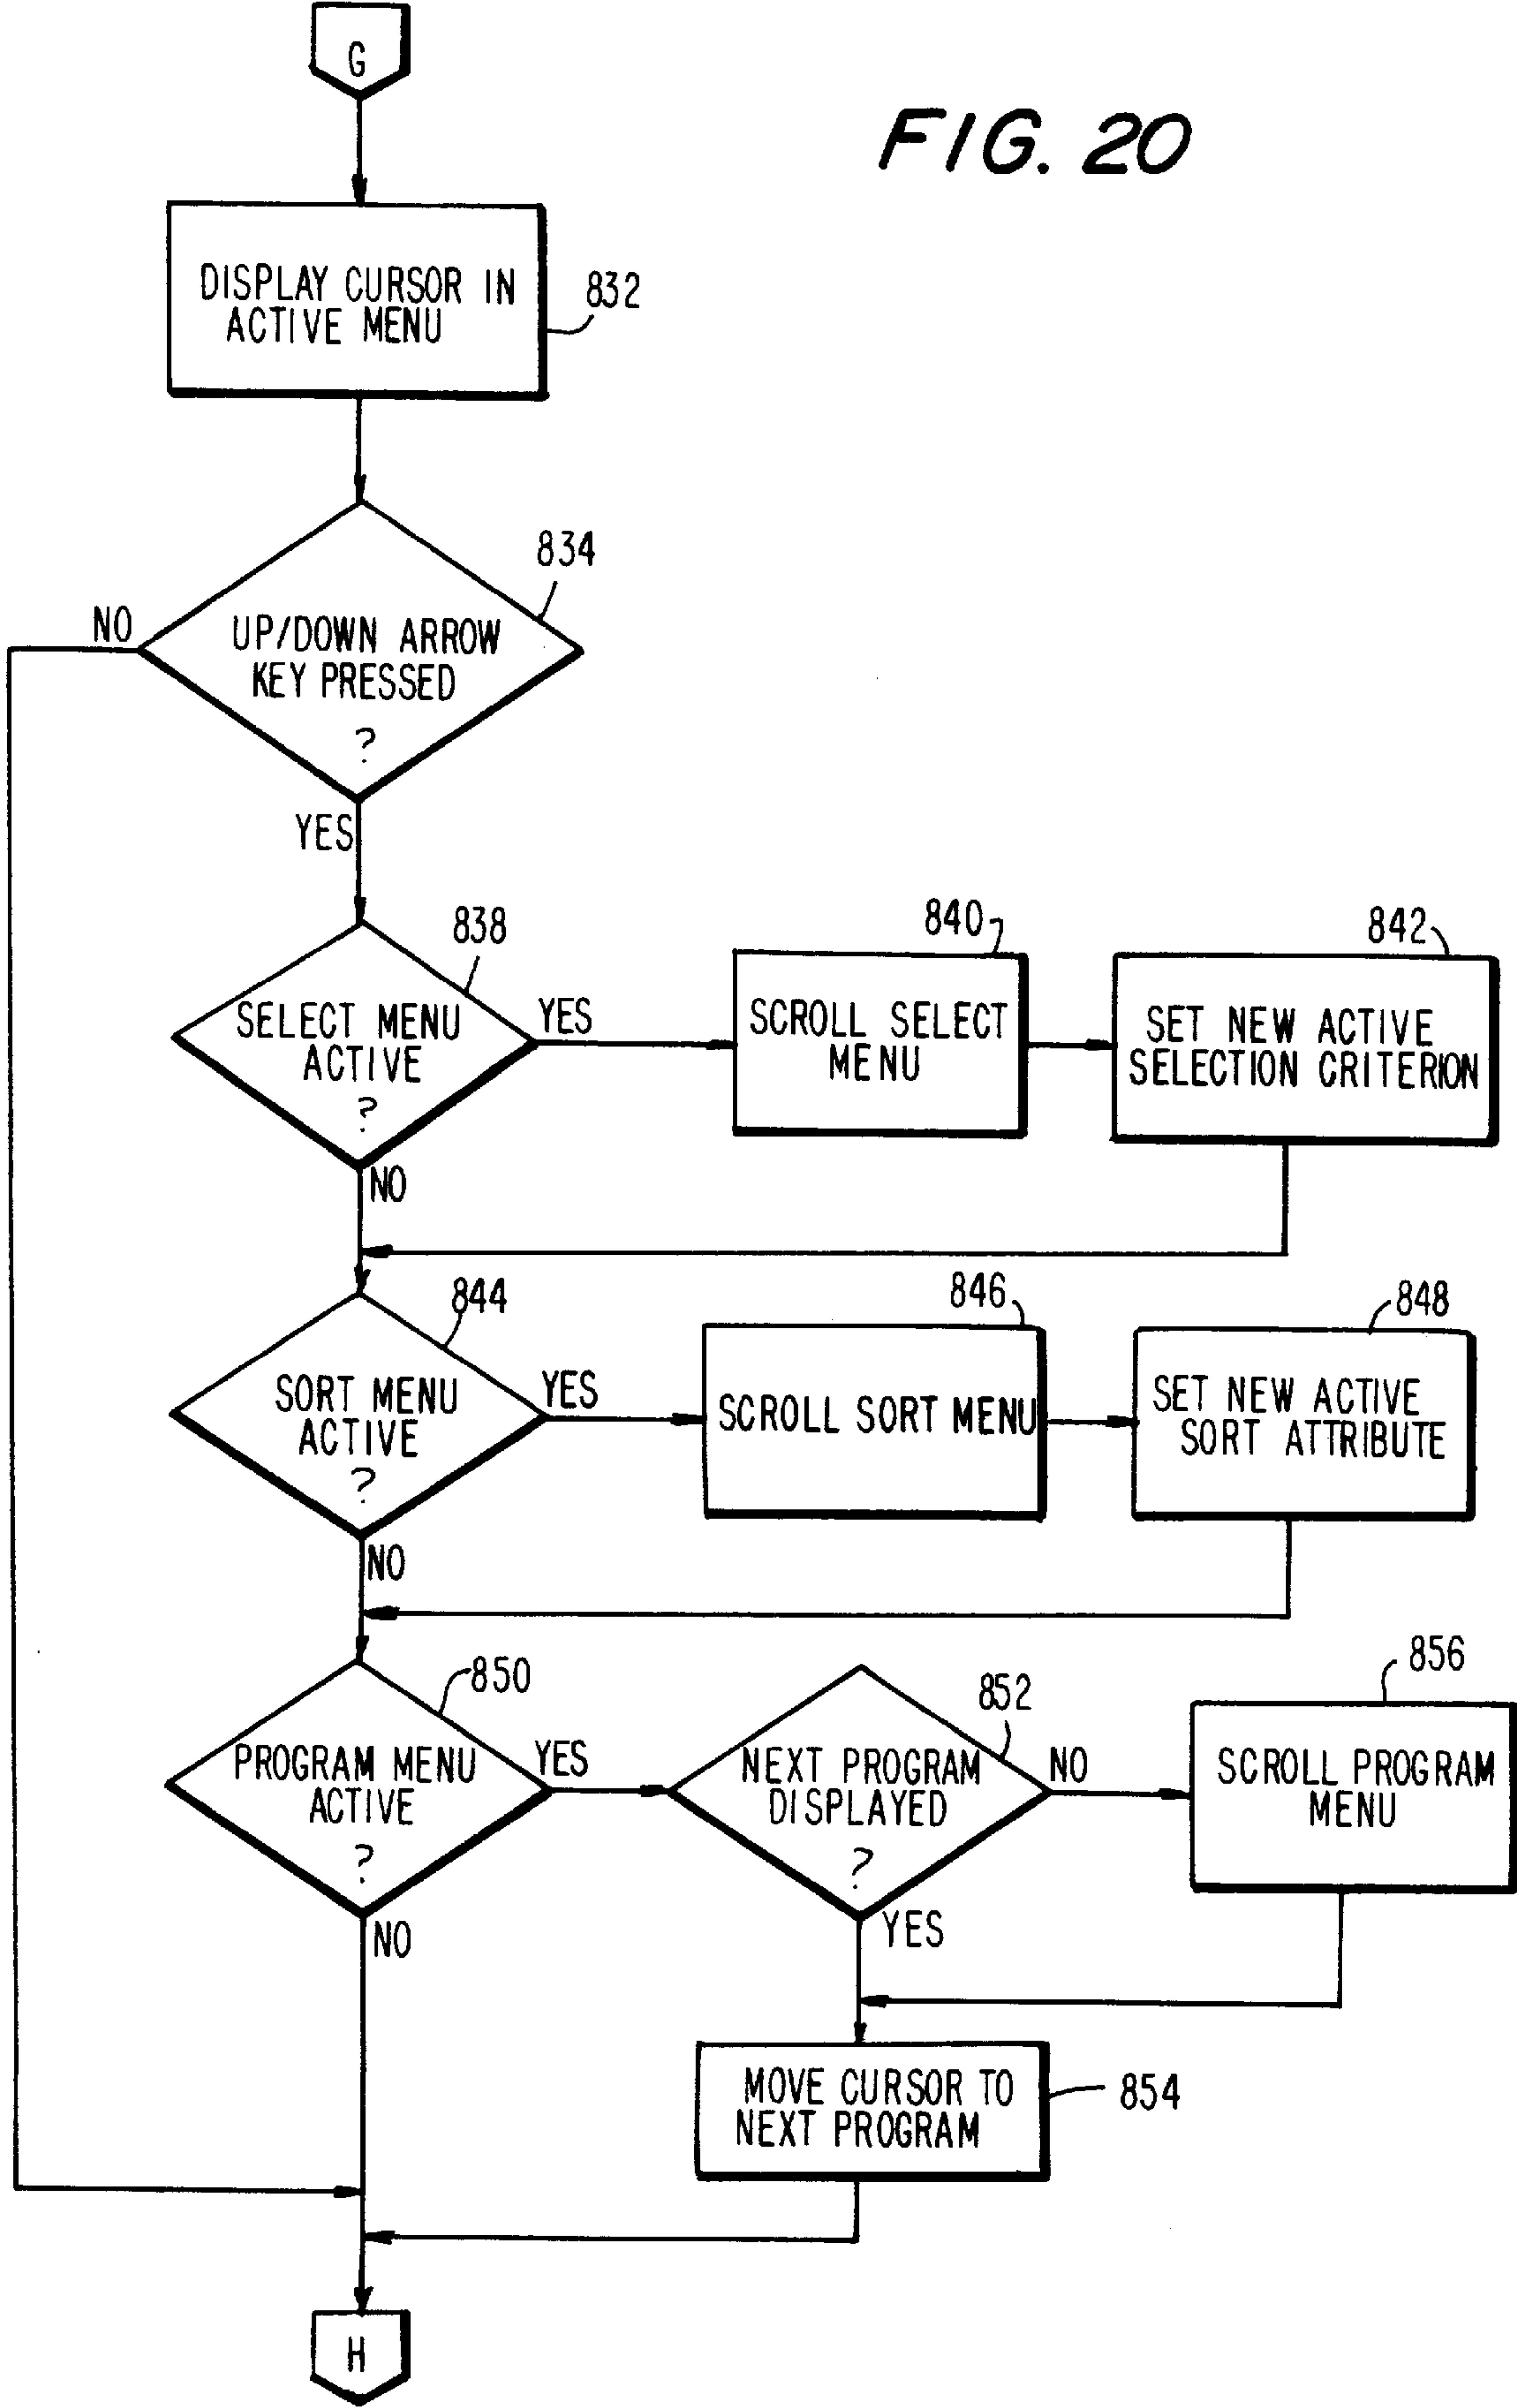 G
FIG. 20
DISPLAY CURSOR IN
ACTIVE MENU
832
834
NO
UP/DOWN ARROW
KEY PRESSED
?
YES
838
840
842
SELECT MENU
ACTIVE
?
YES
SCROLL SELECT
MENU
SET NEW ACTIVE
SELECTION CRITERION
NO
844
846
848
SORT MENU
ACTIVE
?
YES
SCROLL SORT MENU
SET NEW ACTIVE
SORT ATTRIBUTE
NO
850
852
856
PROGRAM MENU
ACTIVE
?
YES
NEXT PROGRAM
DISPLAYED
?
NO
SCROLL PROGRAM
MENU
NO
YES
MOVE CURSOR TO
NEXT PROGRAM
854
H